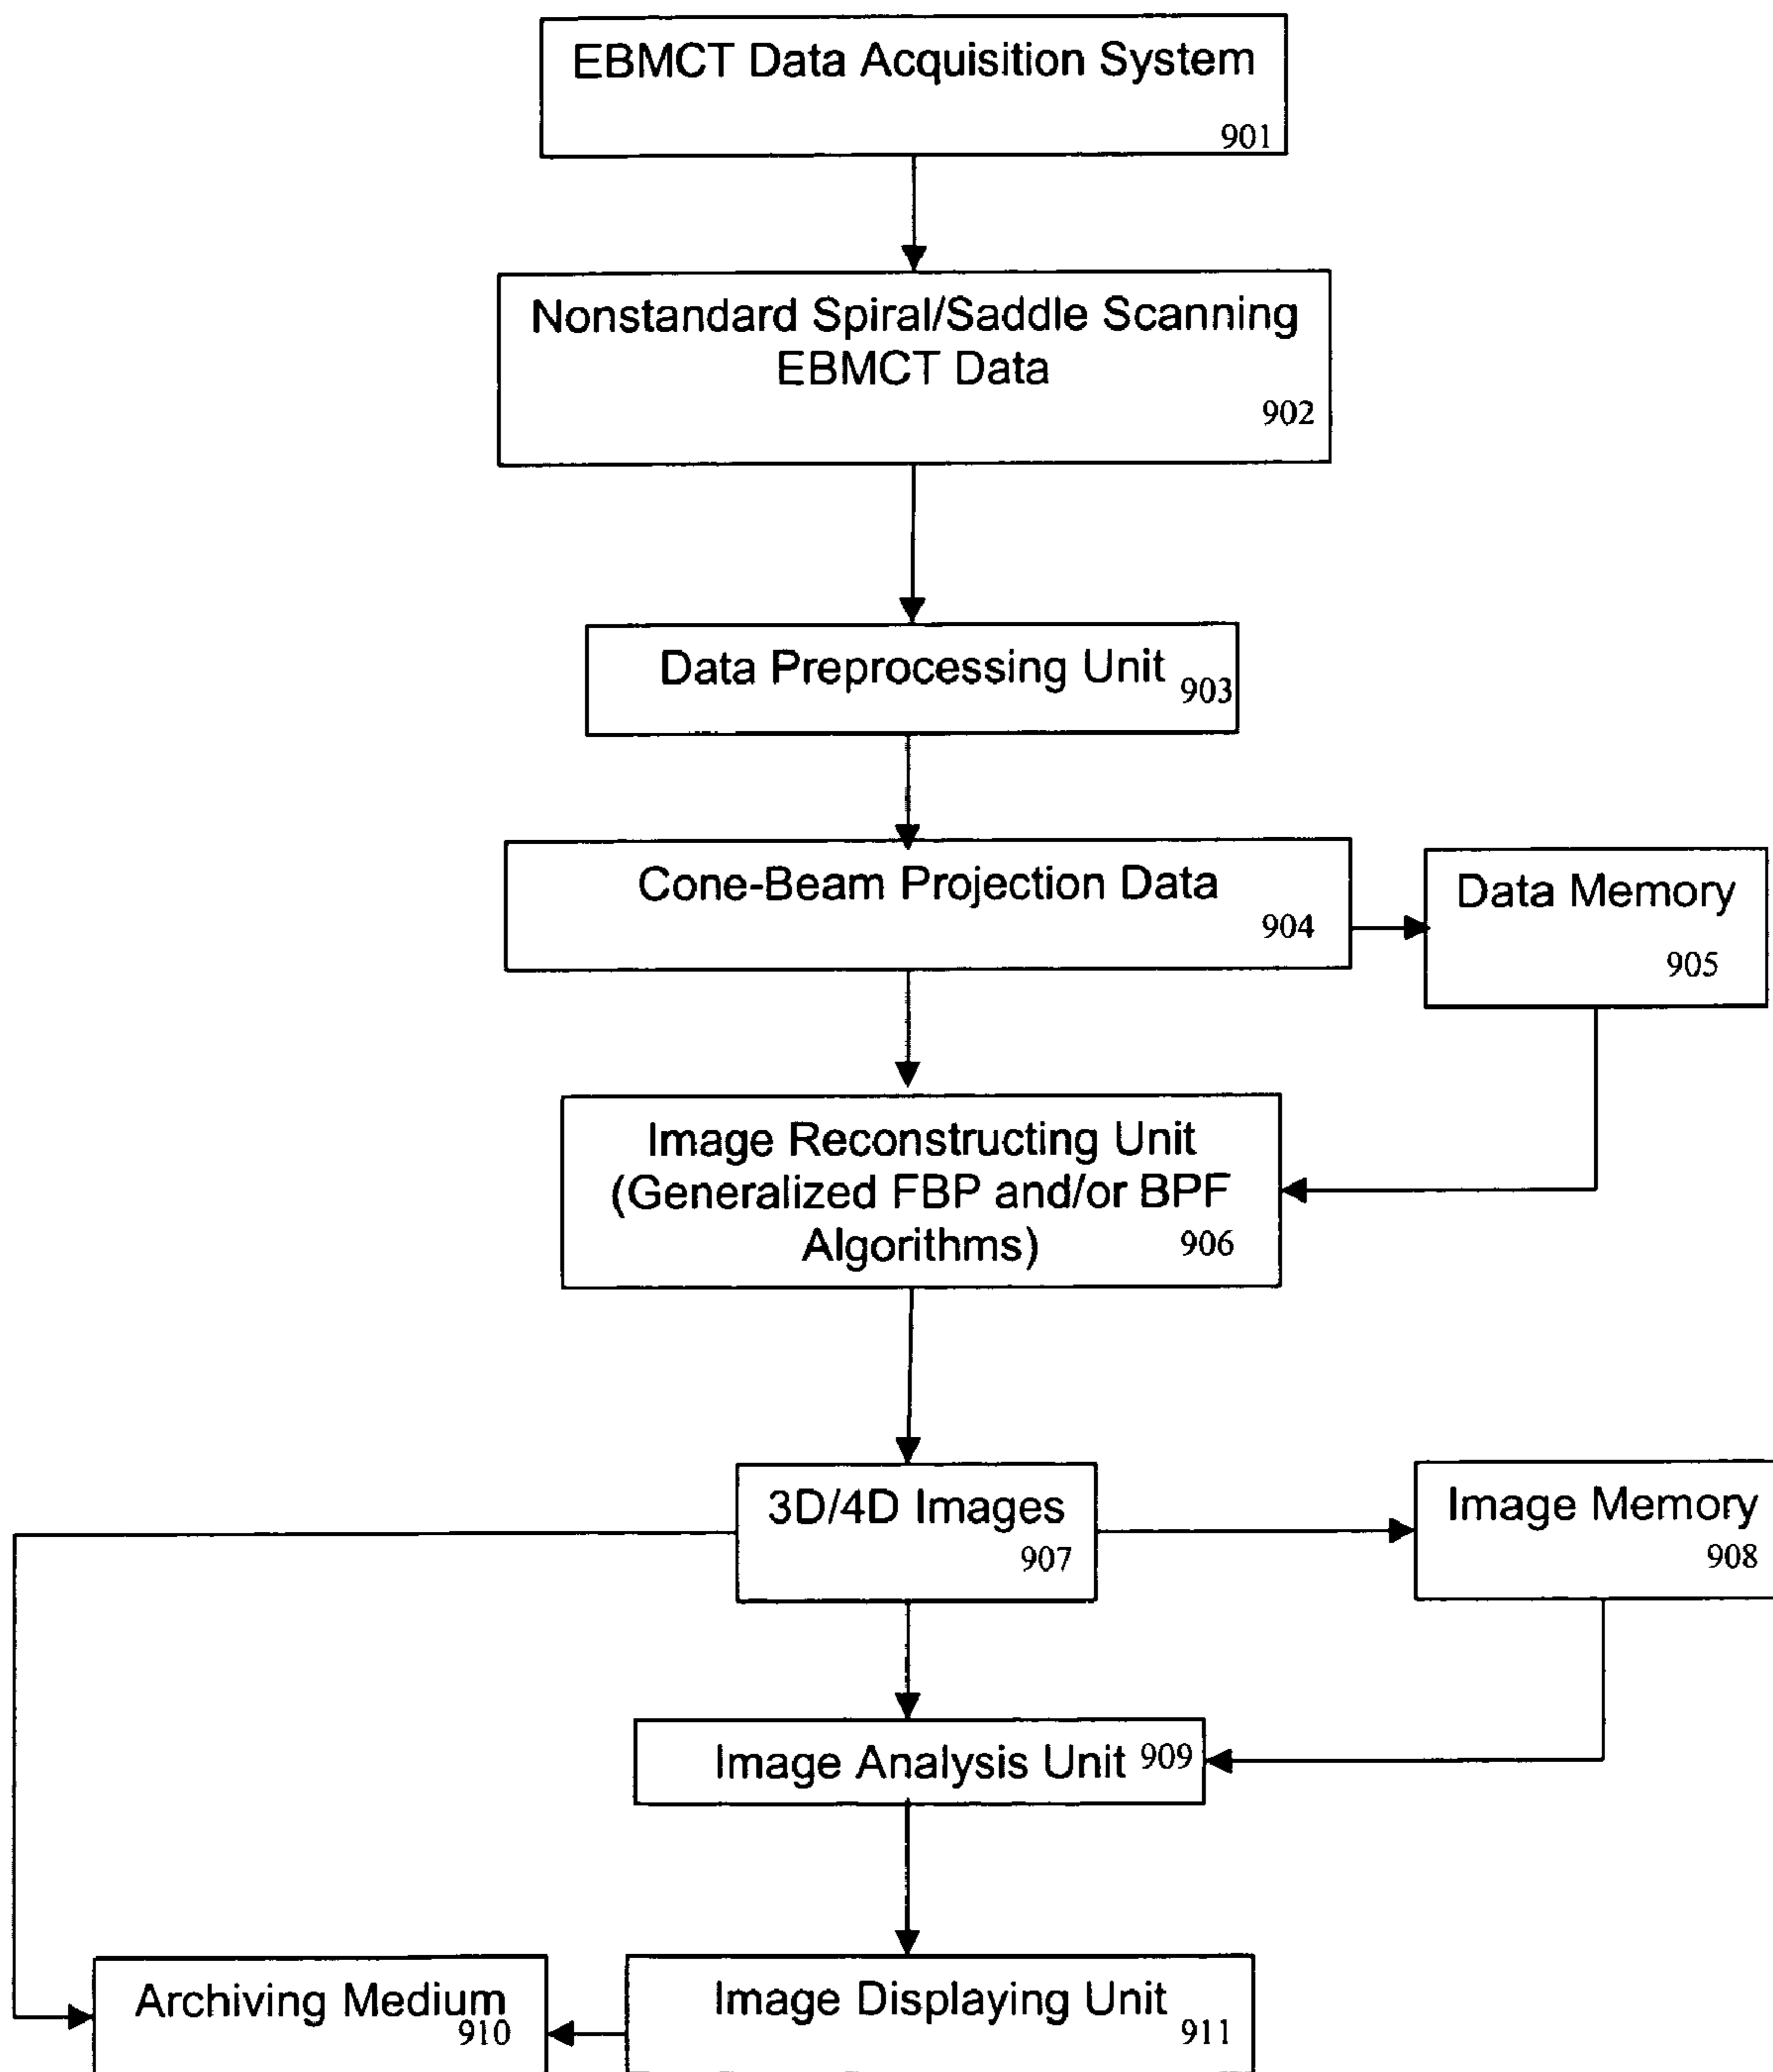 EBMCT Data Acquisition System
901
Nonstandard Spiral/Saddle Scanning
EBMCT Data
902
Data Preprocessing Unit 903
Cone-Beam Projection Data
904
Data Memory
905
Image Reconstructing Unit
(Generalized FBP and/or BPF
Algorithms) 906
3D/4D Images
907
Image Memory
908
Image Analysis Unit 909
Archiving Medium
910
Image Displaying Unit
911